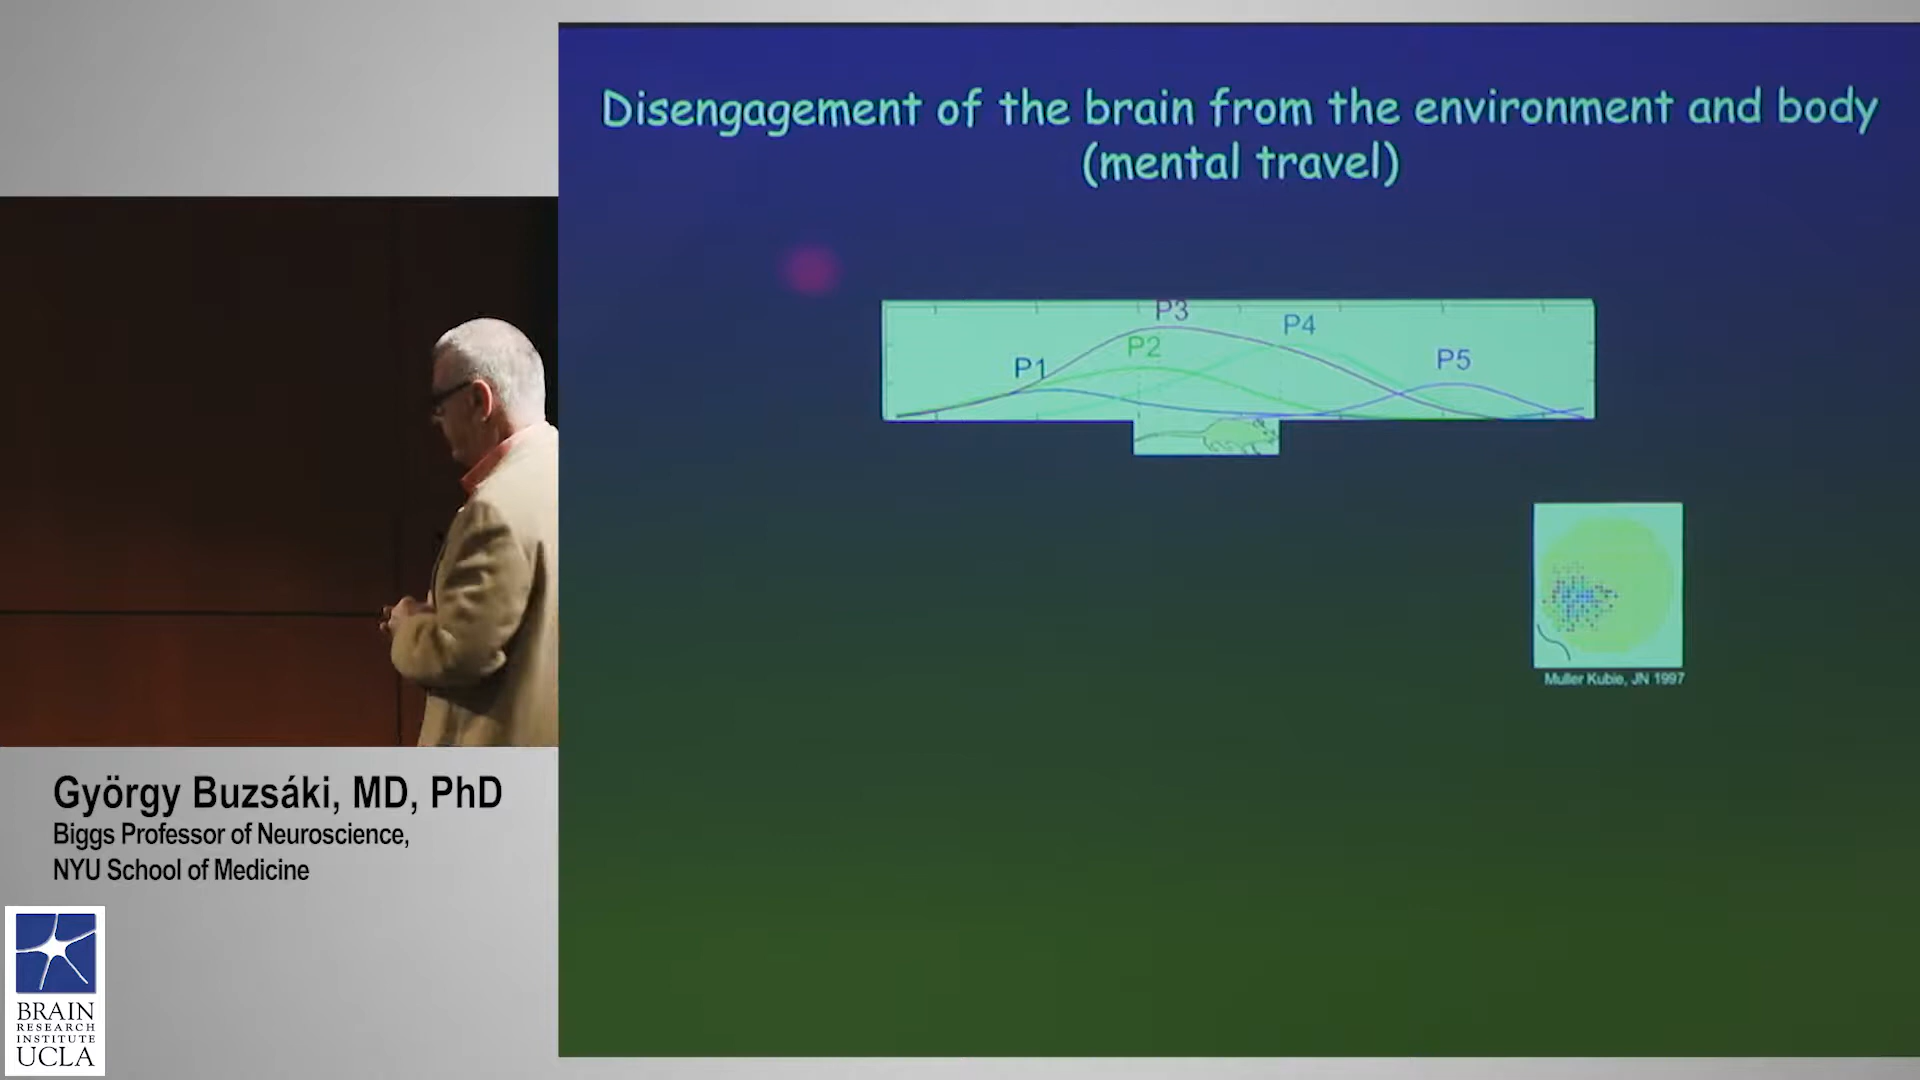 Disengagement of the brain from the environment and body
(mental travel)
P3
P4
P2
P1
P5
Muller Kubie, JN 1997
György Buzsáki, MD, PhD
Biggs Professor of Neuroscience,
NYU School of Medicine
BRAIN
RESEARCH
INSTITUTE
UCLA